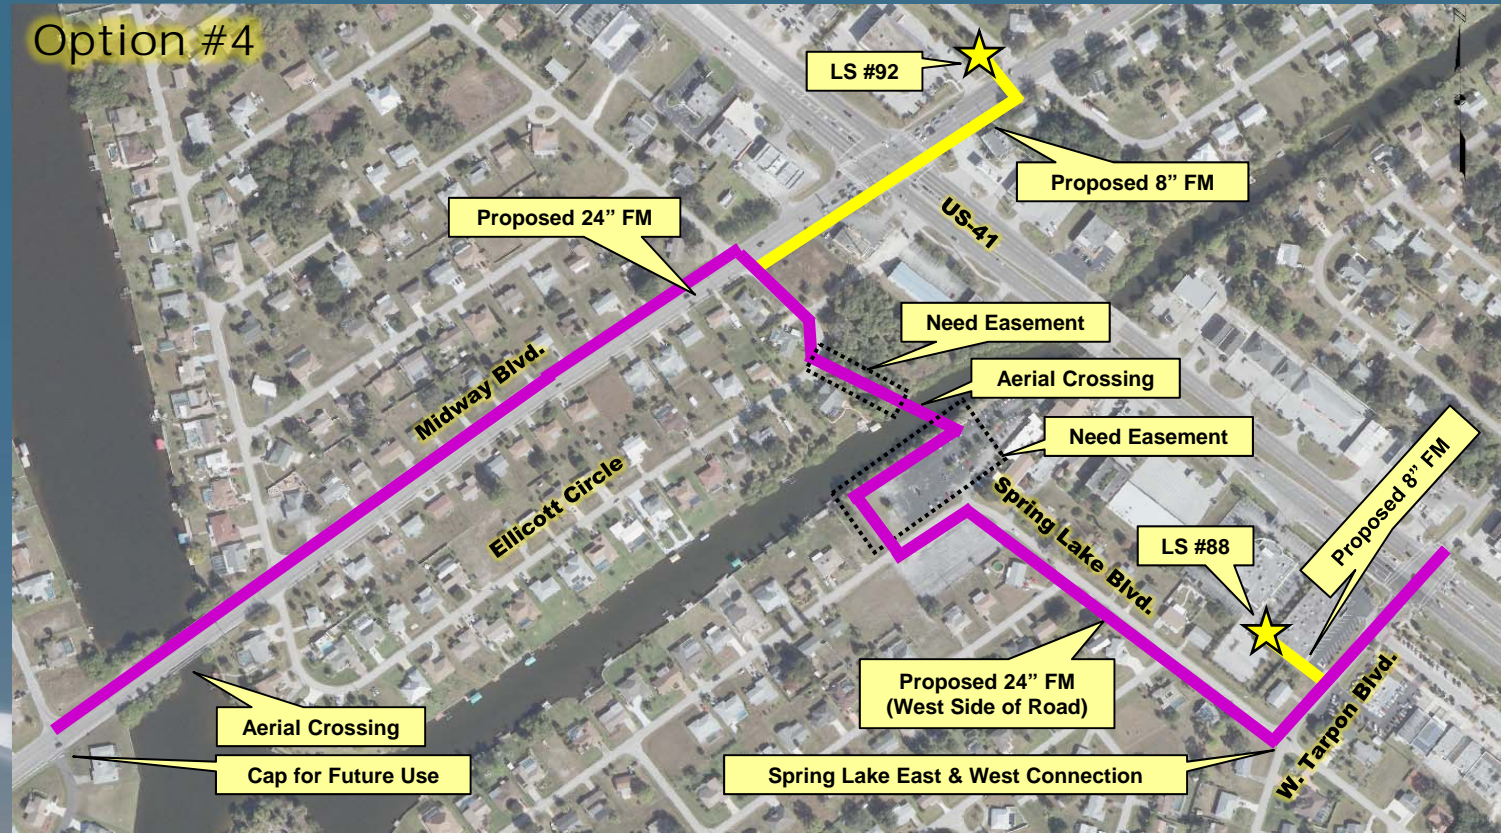 Option #4
N
LS #92
Proposed 8” FM
US-41
Proposed 24” FM
Need Easement
Aerial Crossing
Midway Blvd.
Need Easement
Ellicott Circle
Spring Lake Blvd.
Proposed 8” FM
LS #88
Proposed 24” FM
(West Side of Road)
W. Tarpon Blvd.
Aerial Crossing
Cap for Future Use
Spring Lake East & West Connection